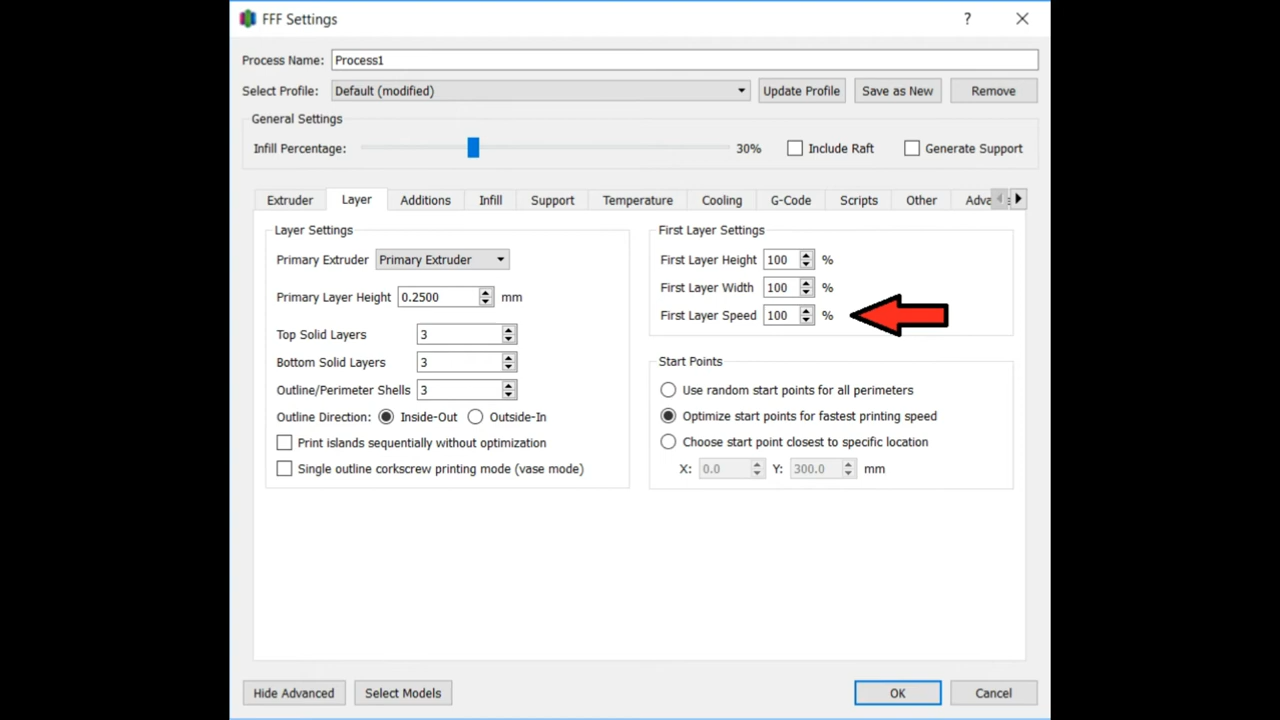 FFF Settings
?
Process Name: Process1
Select Profile: Default (modified) Update Profile Save as New Remove
General Settings
Infill Percentage: 30% Include Raft Generate Support
Extruder Layer Additions Infill Support Temperature Cooling G-Code Scripts Other
Layer Settings
Primary Extruder Primary Extruder
Primary Layer Height 0.2500 mm
Top Solid Layers 3
Bottom Solid Layers 3
Outline/Perimeter Shells 3
Outline Direction: Inside-Out Outside-In
Print islands sequentially without optimization
Single outline corkscrew printing mode (vase mode)
First Layer Settings
First Layer Height 100 %
First Layer Width 100 %
First Layer Speed 100 %
Start Points
Use random start points for all perimeters
Optimize start points for fastest printing speed
Choose start point closest to specific location
X: 0.0 Y: 300.0 mm
Hide Advanced Select Models OK Cancel